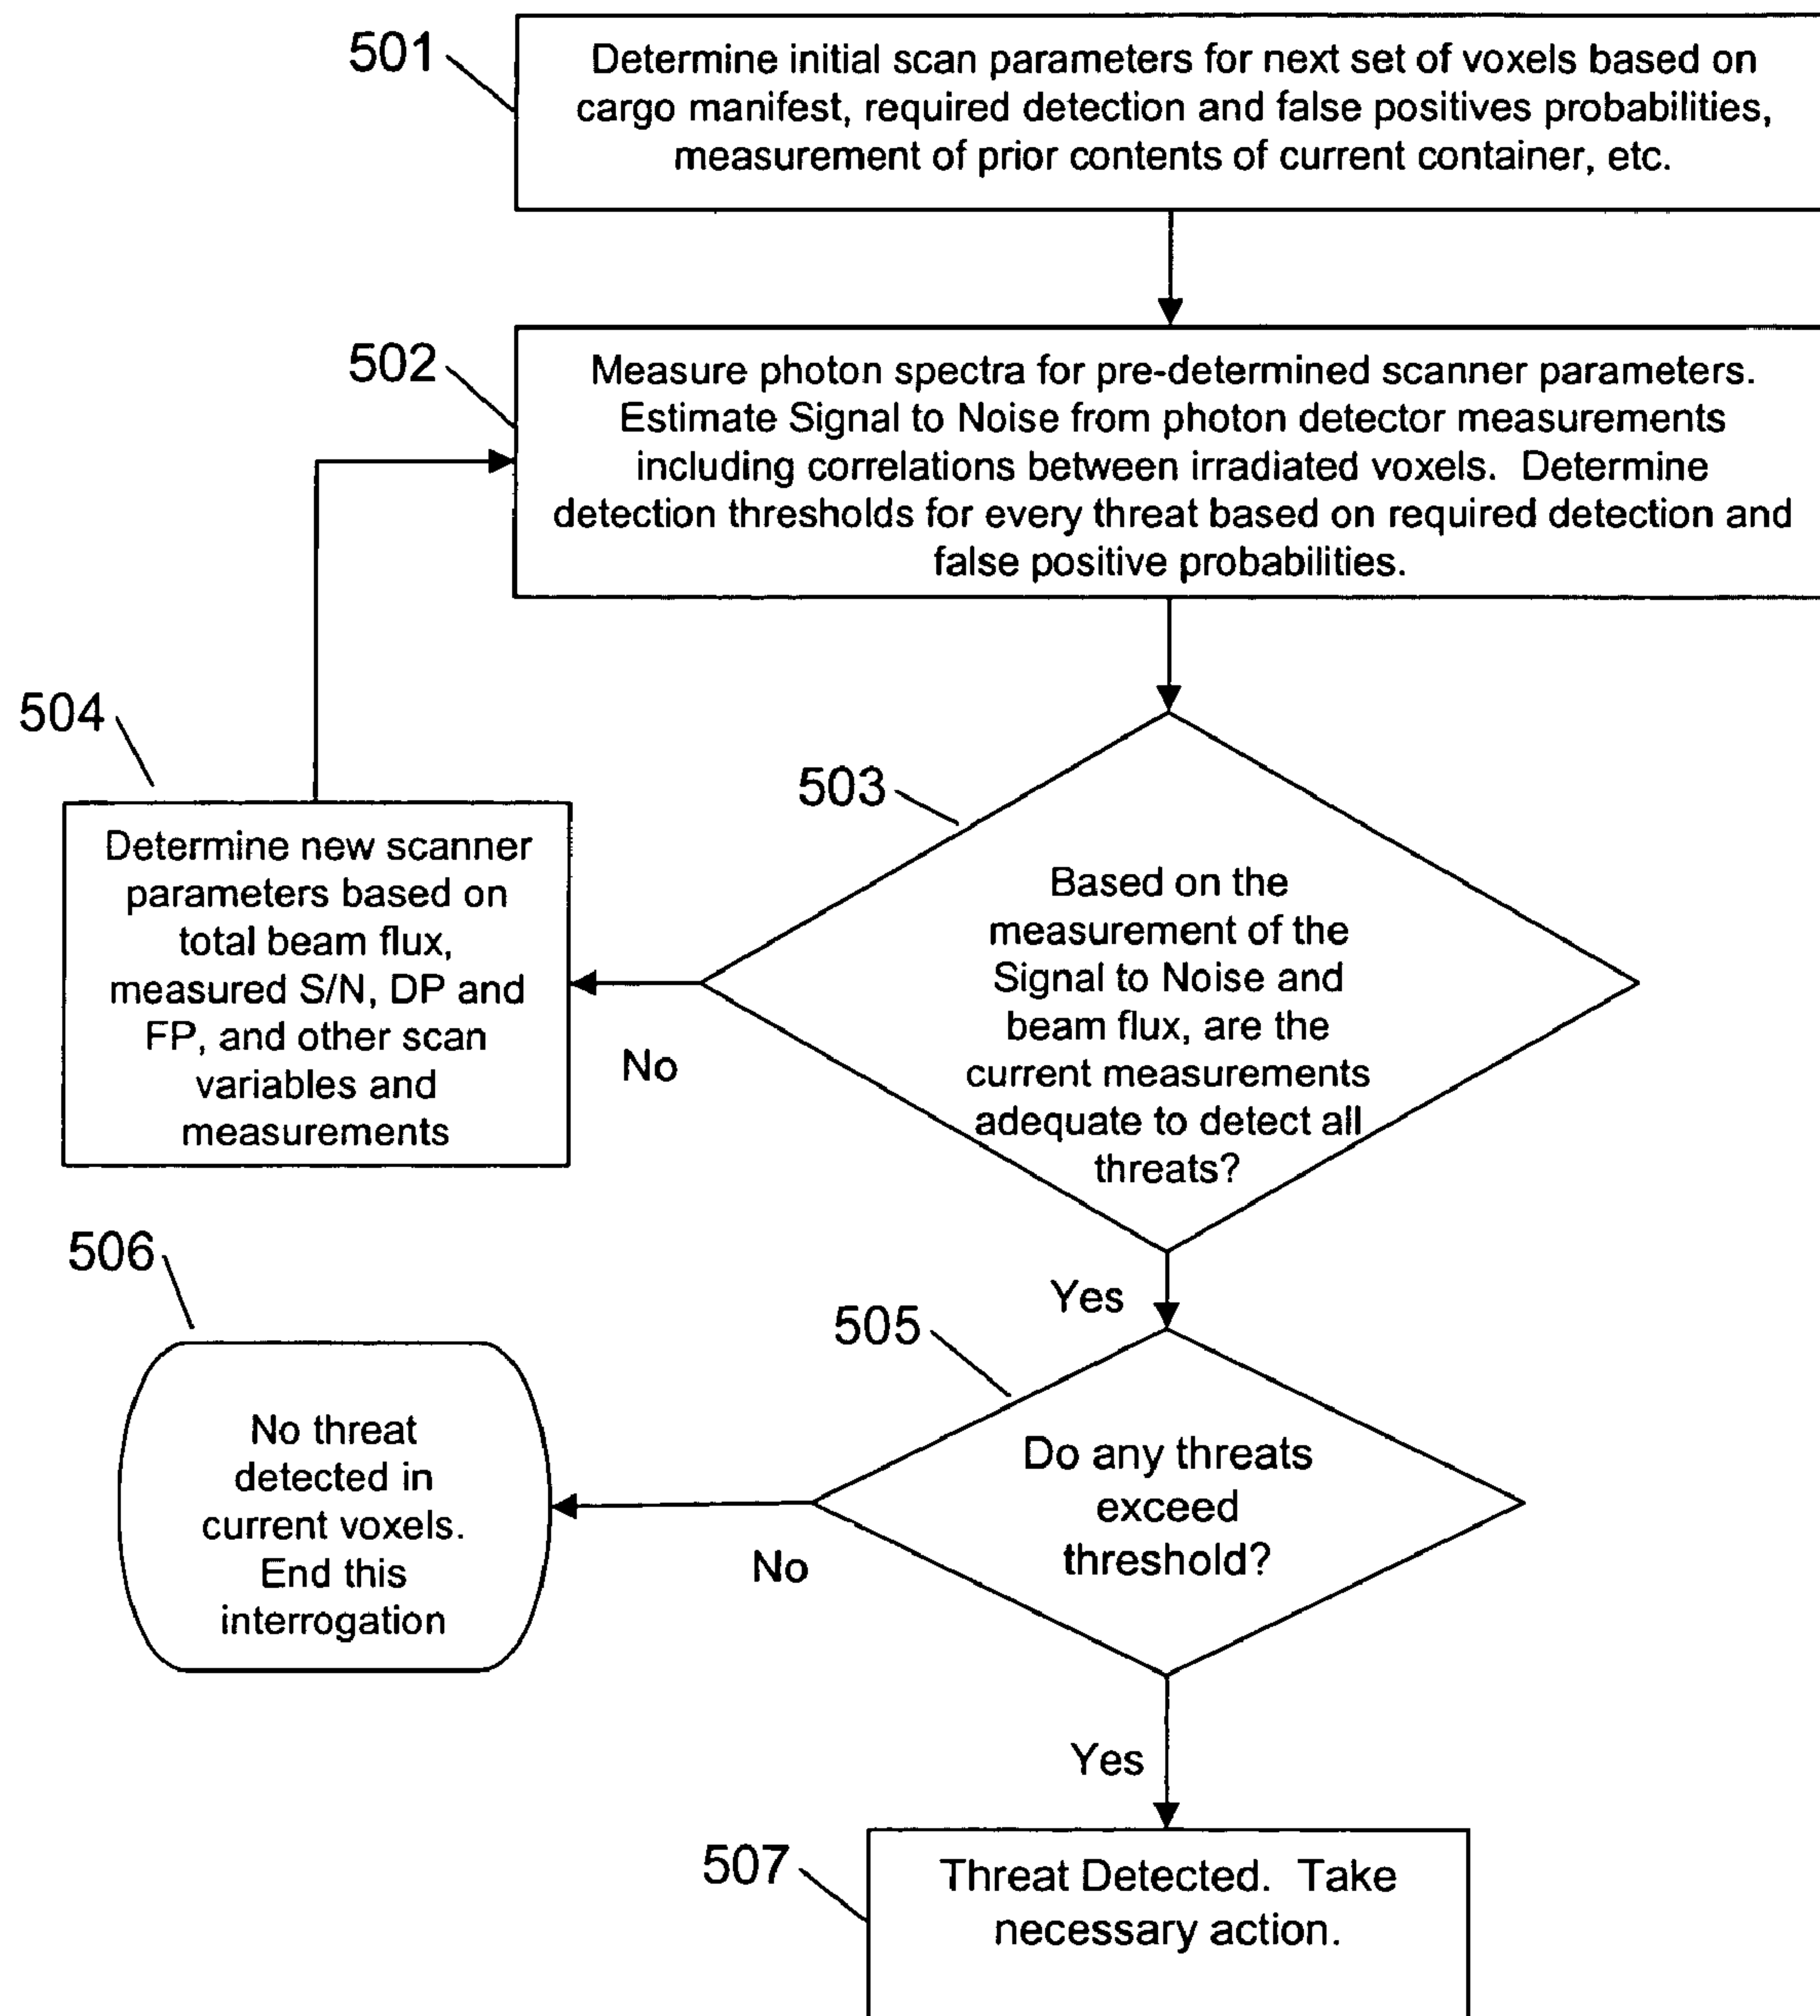 501
Determine initial scan parameters for next set of voxels based on
cargo manifest, required detection and false positives probabilities,
measurement of prior contents of current container, etc.
502
Measure photon spectra for pre-determined scanner parameters.
Estimate Signal to Noise from photon detector measurements
including correlations between irradiated voxels.  Determine
detection thresholds for every threat based on required detection and
false positive probabilities.
504
Determine new scanner
parameters based on
total beam flux,
measured S/N, DP and
FP, and other scan
variables and
measurements
503
Based on the
measurement of the
Signal to Noise and
beam flux, are the
current measurements
adequate to detect all
threats?
No
Yes
506
No threat
detected in
current voxels.
End this
interrogation
505
Do any threats
exceed
threshold?
No
Yes
507
Threat Detected.  Take
necessary action.